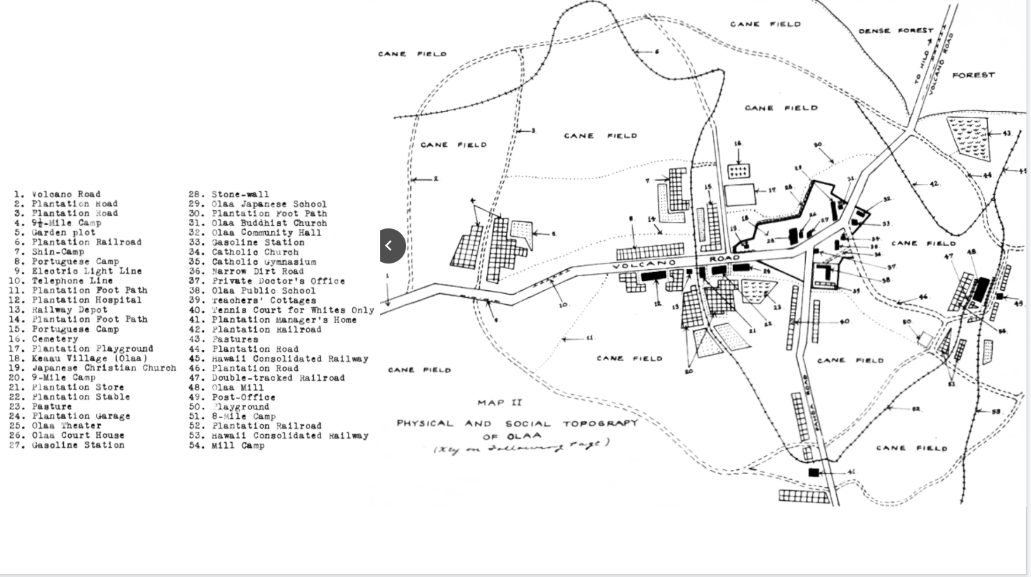 1. Volcano Road
2. Plantation Road
3. Plantation Road
4. 9½-Mile Camp
5. Garden plot
6. Plantation Railroad
7. Shin-Camp
8. Portuguese Camp
9. Electric Light Line
10. Telephone Line
11. Plantation Foot Path
12. Plantation Hospital
13. Railway Depot
14. Plantation Foot Path
15. Portuguese Camp
16. Cemetery
17. Plantation Playground
18. Keaau Village (Olaa)
19. Japanese Christian Church
20. 9-Mile Camp
21. Plantation Store
22. Plantation Stable
23. Pasture
24. Plantation Garage
25. Olaa Theater
26. Olaa Court House
27. Gasoline Station
28. Stone-wall
29. Olaa Japanese School
30. Plantation Foot Path
31. Olaa Buddhist Church
32. Olaa Community Hall
33. Gasoline Station
34. Catholic Church
35. Catholic Gymnasium
36. Narrow Dirt Road
37. Private Doctor's Office
38. Olaa Public School
39. Teachers' Cottages
40. Tennis Court for Whites Only
41. Plantation Manager's Home
42. Plantation Railroad
43. Pastures
44. Plantation Road
45. Hawaii Consolidated Railway
46. Plantation Road
47. Double-tracked Railroad
48. Olaa Mill
49. Post-Office
50. Playground
51. 8-Mile Camp
52. Plantation Railroad
53. Hawaii Consolidated Railway
54. Mill Camp
CANE FIELD
CANE FIELD
DENSE FOREST
TO HILO
VOLCANO ROAD
FOREST
CANE FIELD
CANE FIELD
CANE FIELD
CANE FIELD
VOLCANO ROAD
CANE FIELD
CANE FIELD
CANE FIELD
CANE FIELD
MAP II
PHYSICAL AND SOCIAL TOPOGRAPY
OF OLAA
(Key on Following Page)